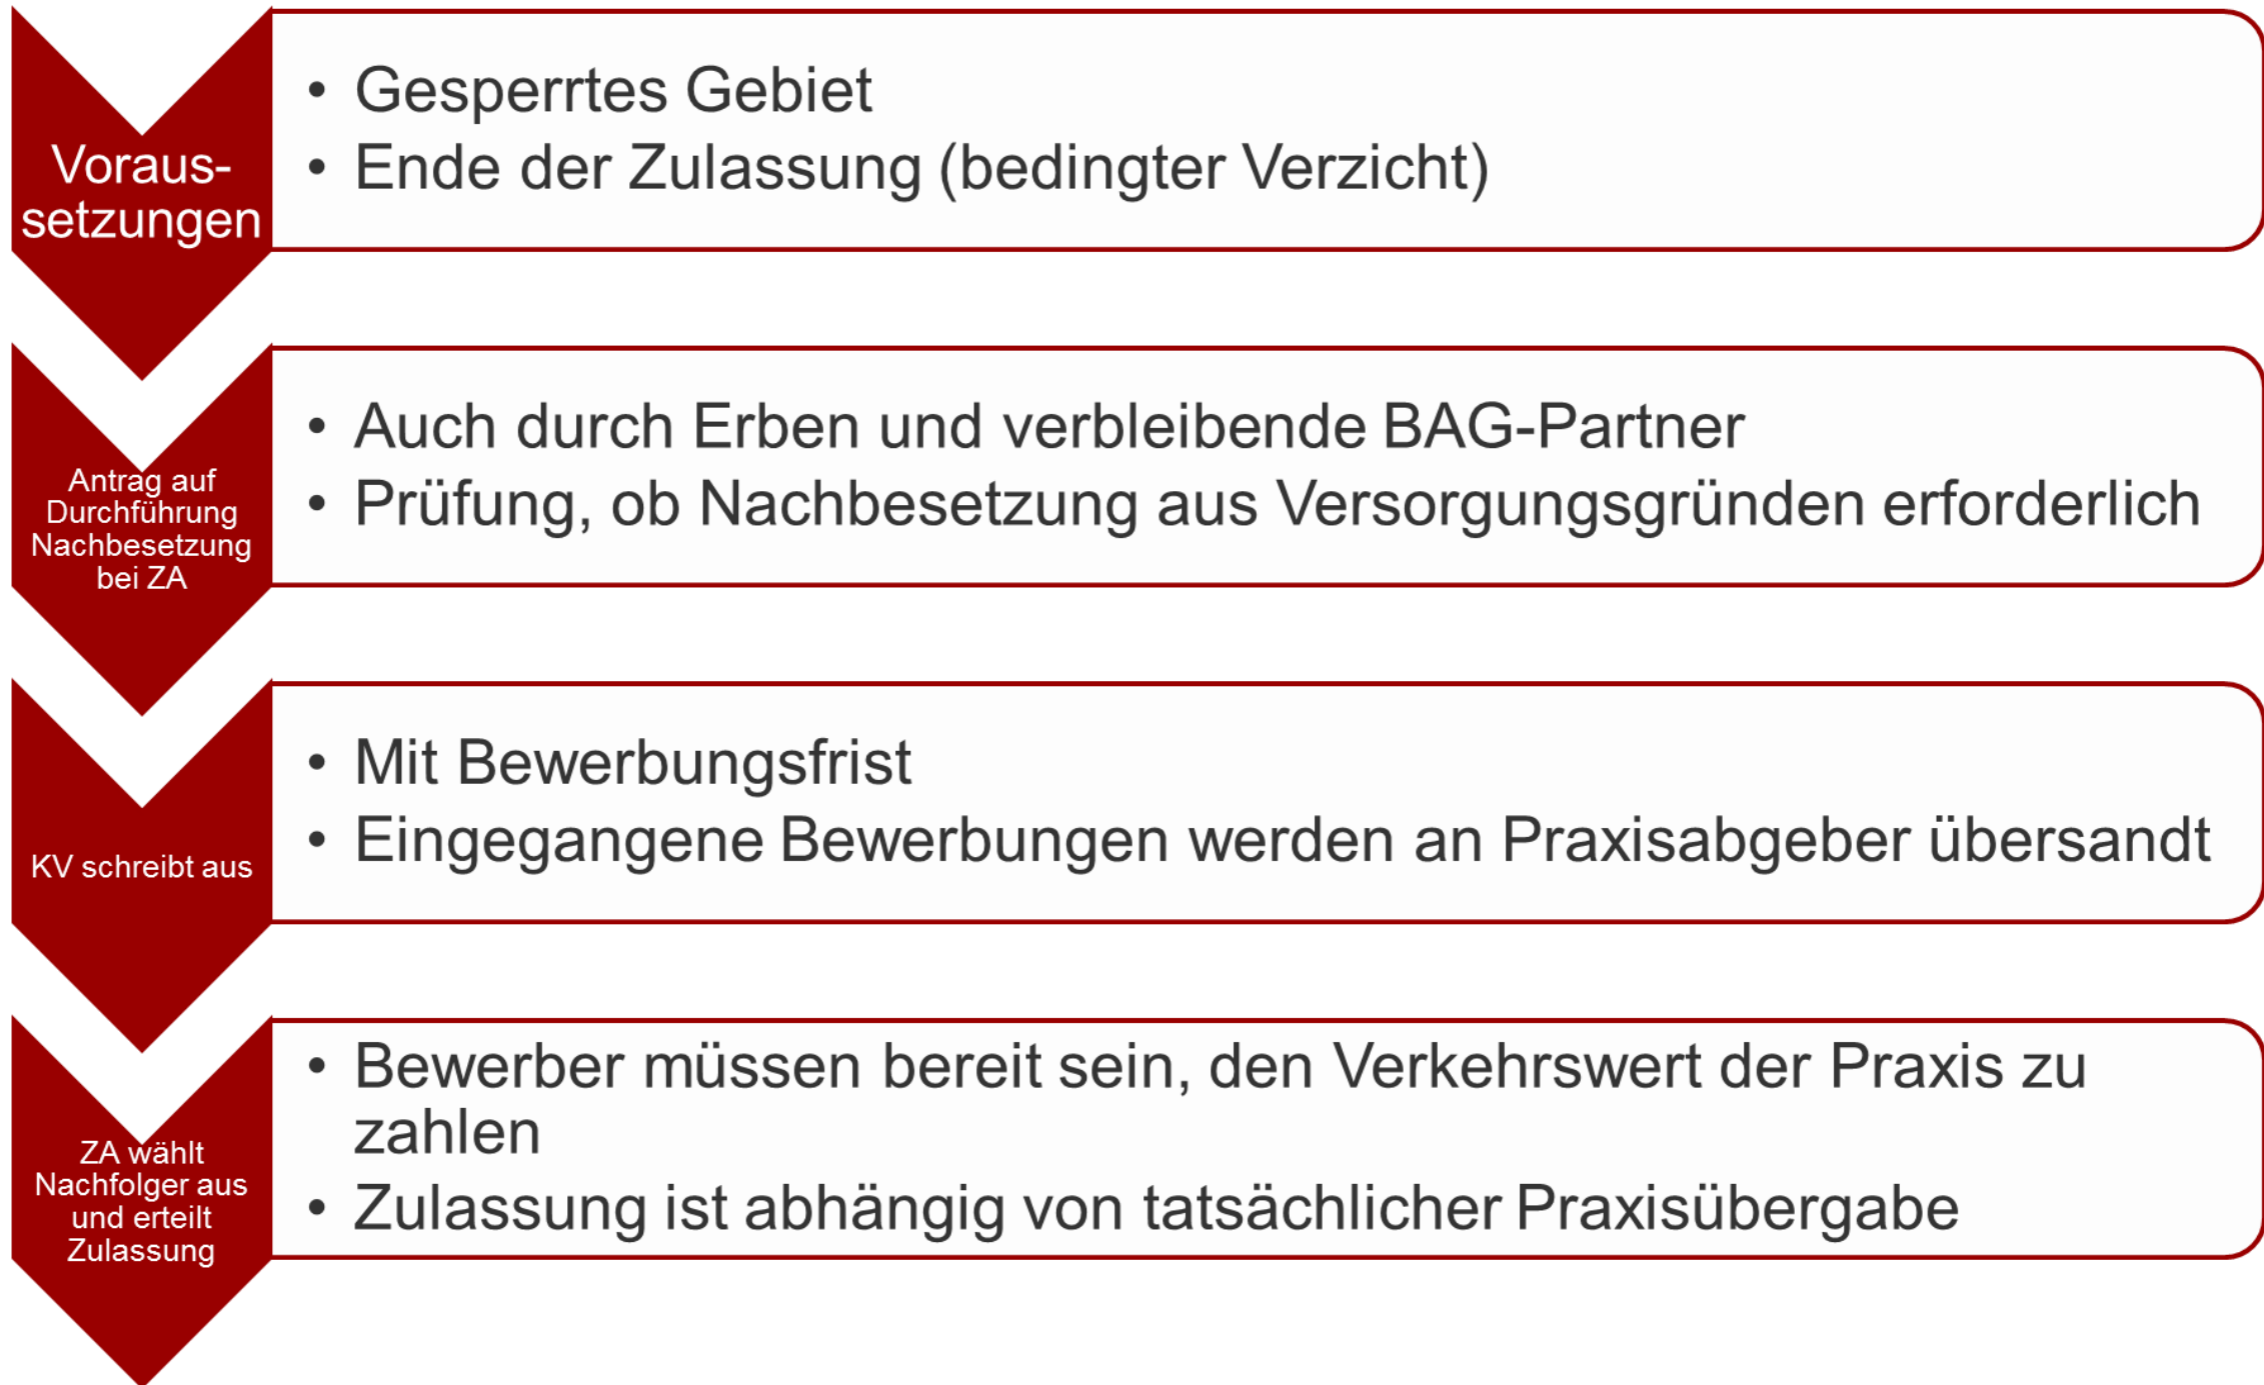 Voraus-
setzungen
• Gesperrtes Gebiet
• Ende der Zulassung (bedingter Verzicht)
Antrag auf
Durchführung
Nachbesetzung
bei ZA
• Auch durch Erben und verbleibende BAG-Partner
• Prüfung, ob Nachbesetzung aus Versorgungsgründen erforderlich
KV schreibt aus
• Mit Bewerbungsfrist
• Eingegangene Bewerbungen werden an Praxisabgeber übersandt
ZA wählt
Nachfolger aus
und erteilt
Zulassung
• Bewerber müssen bereit sein, den Verkehrswert der Praxis zu
zahlen
• Zulassung ist abhängig von tatsächlicher Praxisübergabe